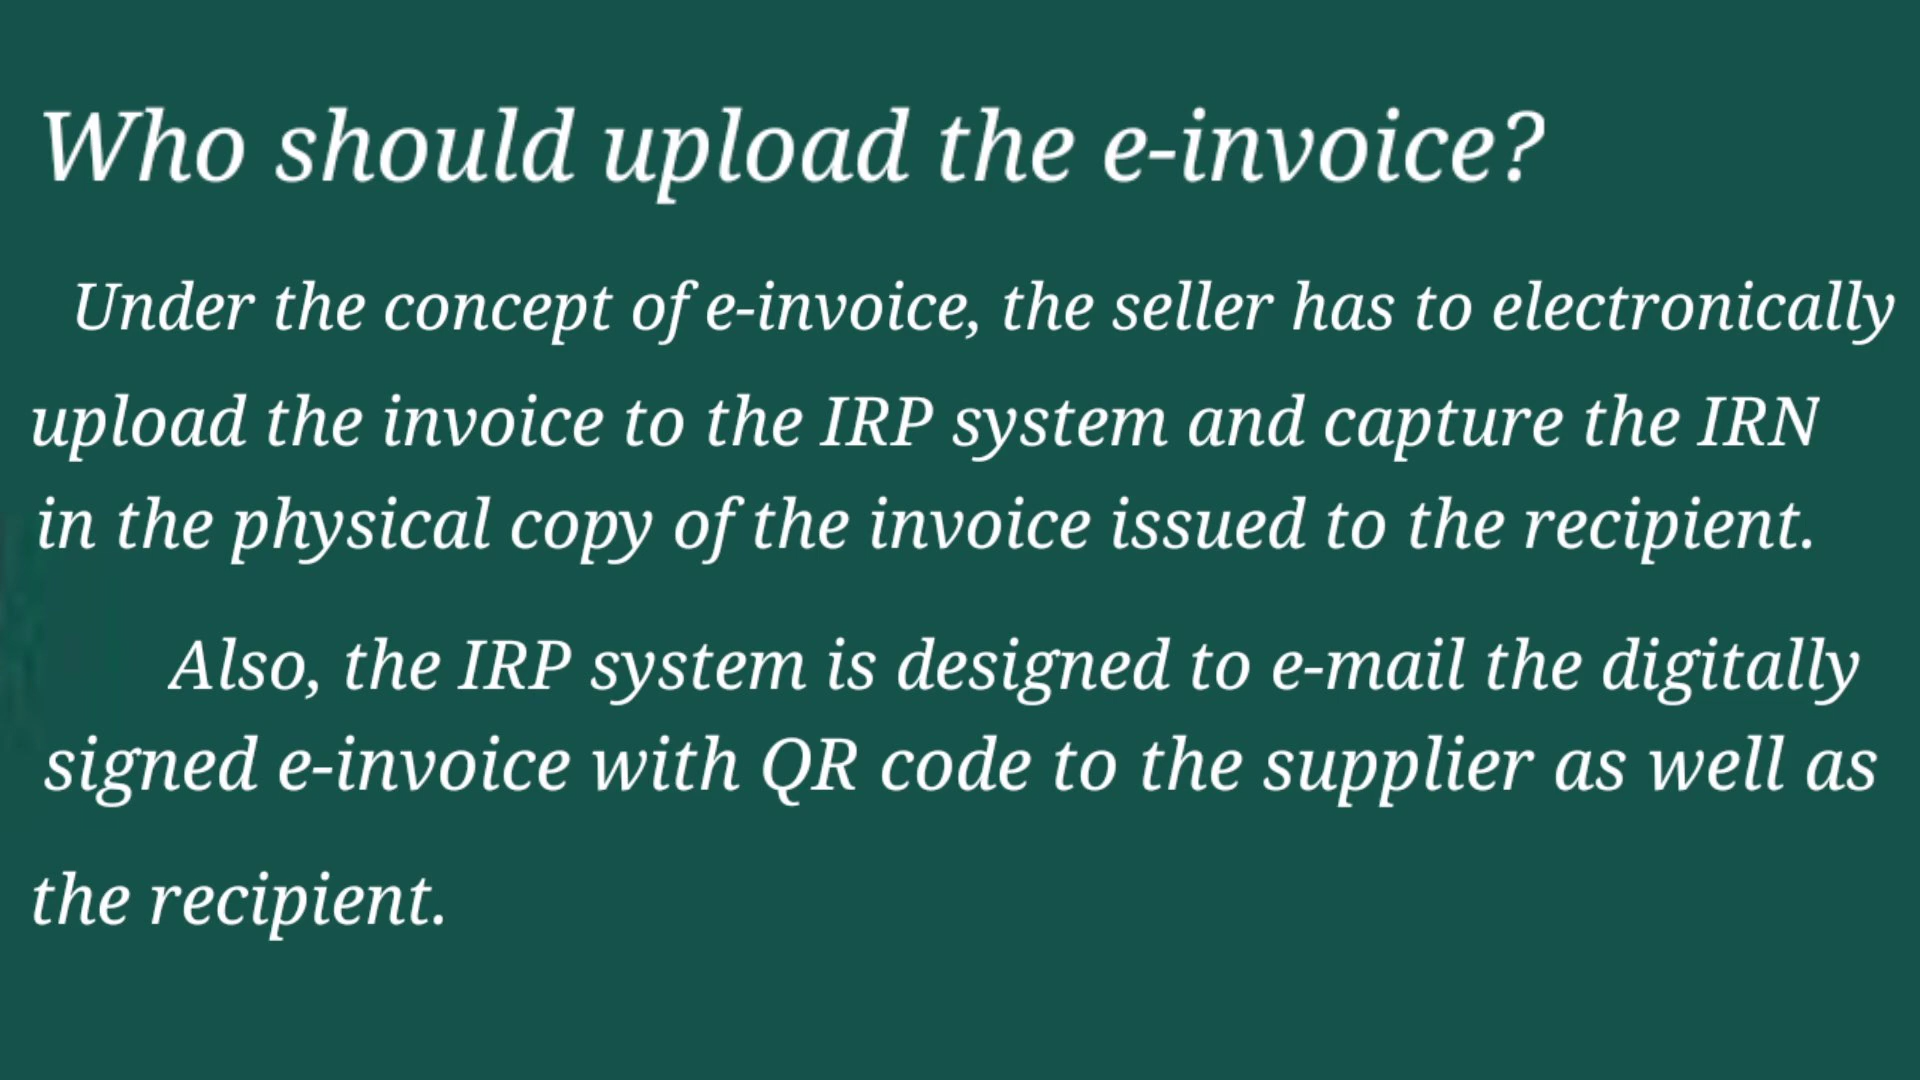 Who should upload the e-invoice?
Under the concept of e-invoice, the seller has to electronically
upload the invoice to the IRP system and capture the IRN
in the physical copy of the invoice issued to the recipient.
Also, the IRP system is designed to e-mail the digitally
signed e-invoice with QR code to the supplier as well as
the recipient.